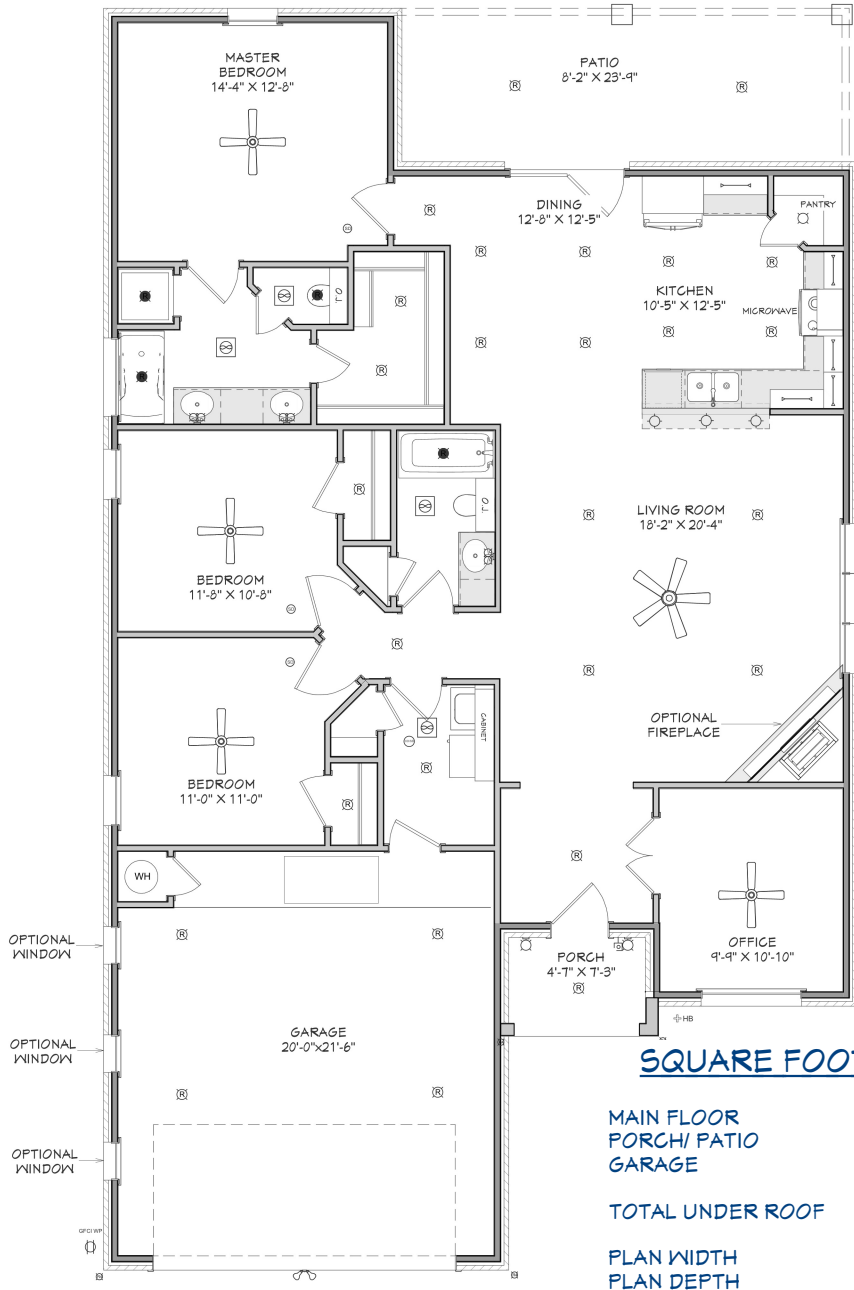 MASTER
BEDROOM
14'-4" X 12'-8"
PATIO
8'-2" X 23'-9"
DINING
12'-8" X 12'-5"
PANTRY
KITCHEN
10'-5" X 12'-5"
MICROWAVE
LIVING ROOM
18'-2" X 20'-4"
BEDROOM
11'-8" X 10'-8"
BEDROOM
11'-0" X 11'-0"
CABINET
OPTIONAL
FIREPLACE
WH
OPTIONAL
WINDOW
OPTIONAL
WINDOW
OPTIONAL
WINDOW
PORCH
4'-7" X 7'-3"
OFFICE
9'-9" X 10'-10"
HB
GARAGE
20'-0"x21'-6"
GFCI WP
SQUARE FOOT
MAIN FLOOR
PORCH/ PATIO
GARAGE
TOTAL UNDER ROOF
PLAN WIDTH
PLAN DEPTH